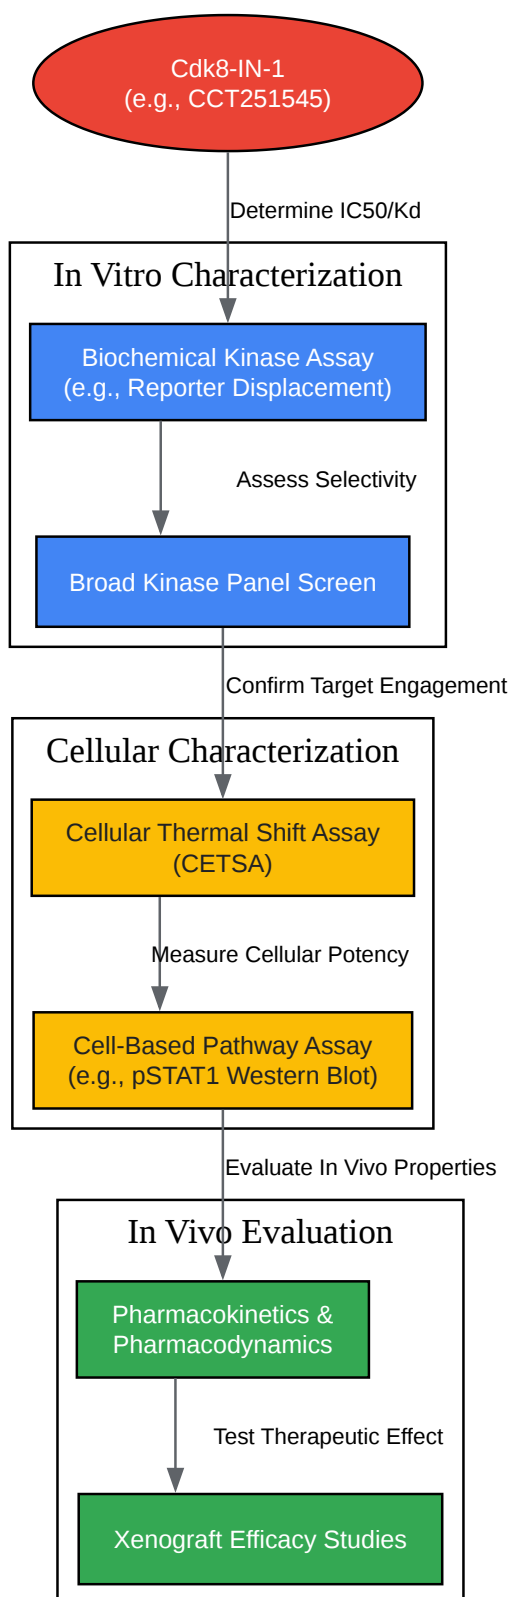 Cdk8-IN-1
(e.g., CCT251545)
Determine IC50/Kd
In Vitro Characterization
Biochemical Kinase Assay
(e.g., Reporter Displacement)
Assess Selectivity
Broad Kinase Panel Screen
Confirm Target Engagement
Cellular Characterization
Cellular Thermal Shift Assay
(CETSA)
Measure Cellular Potency
Cell-Based Pathway Assay
(e.g., pSTAT1 Western Blot)
Evaluate In Vivo Properties
In Vivo Evaluation
Pharmacokinetics &
Pharmacodynamics
Test Therapeutic Effect
Xenograft Efficacy Studies